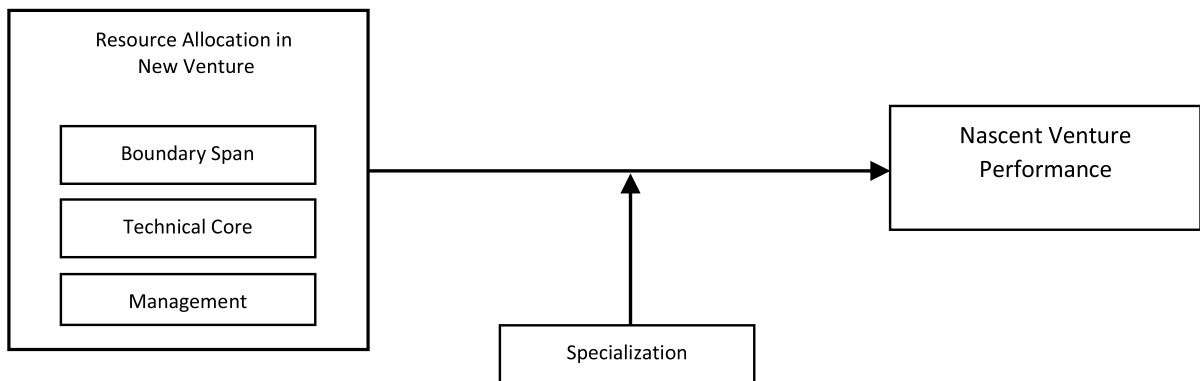 Resource Allocation in
New Venture
Boundary Span
Technical Core
Management
Nascent Venture
Performance
Specialization